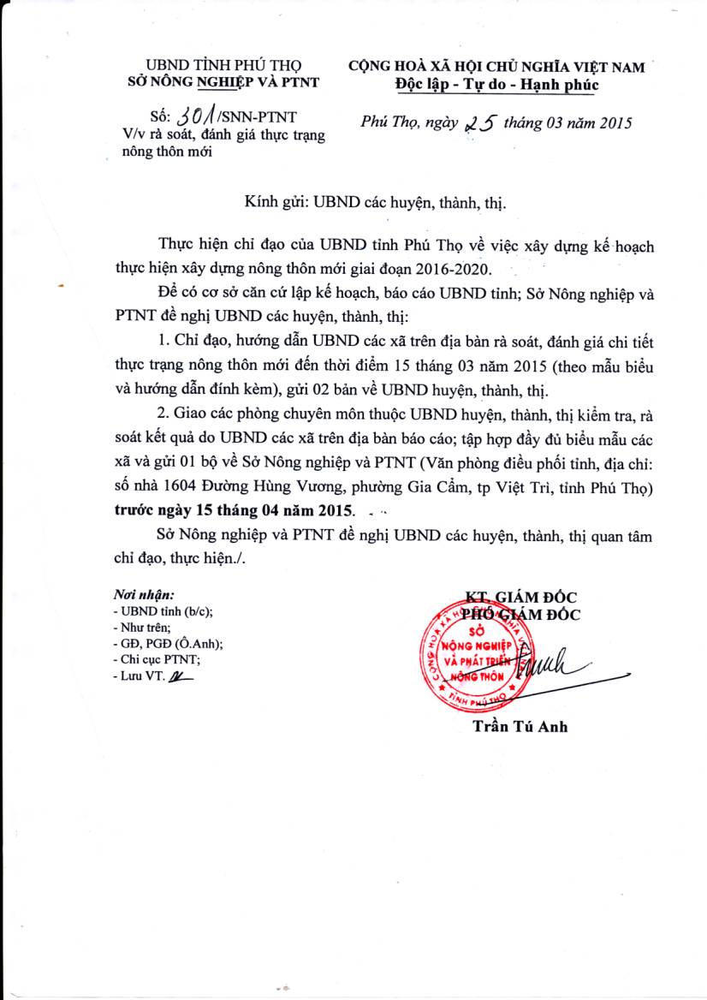 UBND TỈNH PHÚ THỌ
SỞ NÔNG NGHIỆP VÀ PTNT
CỘNG HOÀ XÃ HỘI CHỦ NGHĨA VIỆT NAM
Độc lập - Tự do - Hạnh phúc
Số: 301/SNN-PTNT
V/v rà soát, đánh giá thực trạng
nông thôn mới
Phú Thọ, ngày 25 tháng 03 năm 2015
Kính gửi: UBND các huyện, thành, thị.
Thực hiện chỉ đạo của UBND tỉnh Phú Thọ về việc xây dựng kế hoạch
thực hiện xây dựng nông thôn mới giai đoạn 2016-2020.
Để có cơ sở căn cứ lập kế hoạch, báo cáo UBND tỉnh; Sở Nông nghiệp và
PTNT đề nghị UBND các huyện, thành, thị:
1. Chỉ đạo, hướng dẫn UBND các xã trên địa bàn rà soát, đánh giá chi tiết
thực trạng nông thôn mới đến thời điểm 15 tháng 03 năm 2015 (theo mẫu biểu
và hướng dẫn đính kèm), gửi 02 bản về UBND huyện, thành, thị.
2. Giao các phòng chuyên môn thuộc UBND huyện, thành, thị kiểm tra, rà
soát kết quả do UBND các xã trên địa bàn báo cáo; tập hợp đầy đủ biểu mẫu các
xã và gửi 01 bộ về Sở Nông nghiệp và PTNT (Văn phòng điều phối tỉnh, địa chỉ:
số nhà 1604 Đường Hùng Vương, phường Gia Cẩm, tp Việt Trì, tỉnh Phú Thọ)
trước ngày 15 tháng 04 năm 2015.
Sở Nông nghiệp và PTNT đề nghị UBND các huyện, thành, thị quan tâm
chỉ đạo, thực hiện./.
Nơi nhận:
- UBND tỉnh (b/c);
- Như trên;
- GĐ, PGĐ (Ô.Anh);
- Chi cục PTNT;
- Lưu VT.
KT. GIÁM ĐỐC
PHÓ GIÁM ĐỐC
CỘNG HOÀ XÃ HỘI CHỦ NGHĨA VIỆT NAM
SỞ
NÔNG NGHIỆP
VÀ PHÁT TRIỂN
NÔNG THÔN
TỈNH PHÚ THỌ
Trần Tú Anh